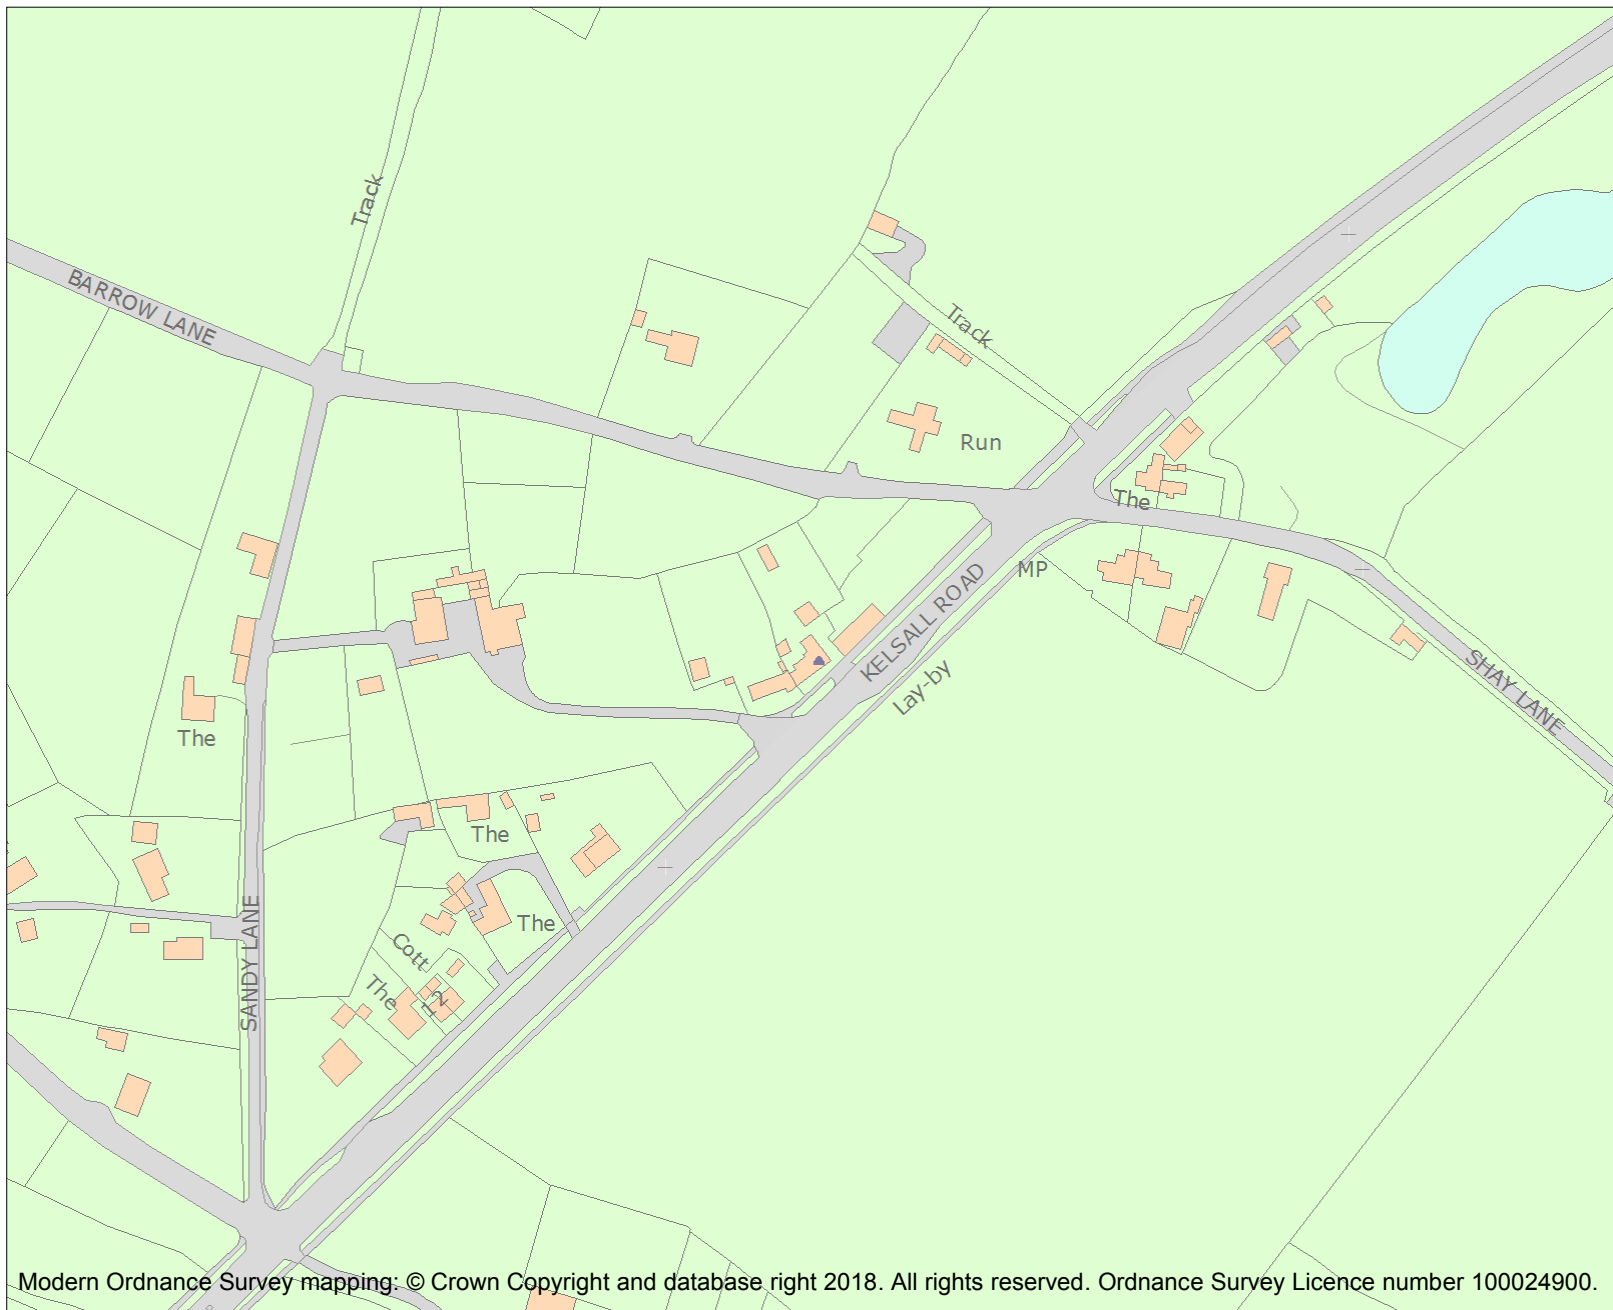 Track
BARROW LANE
Track
Run
The
MP
KELSALL ROAD
Lay-by
SHAY LANE
The
The
The
Cott
The
1
2
SANDY LANE
Modern Ordnance Survey mapping: © Crown Copyright and database right 2018. All rights reserved. Ordnance Survey Licence number 100024900.